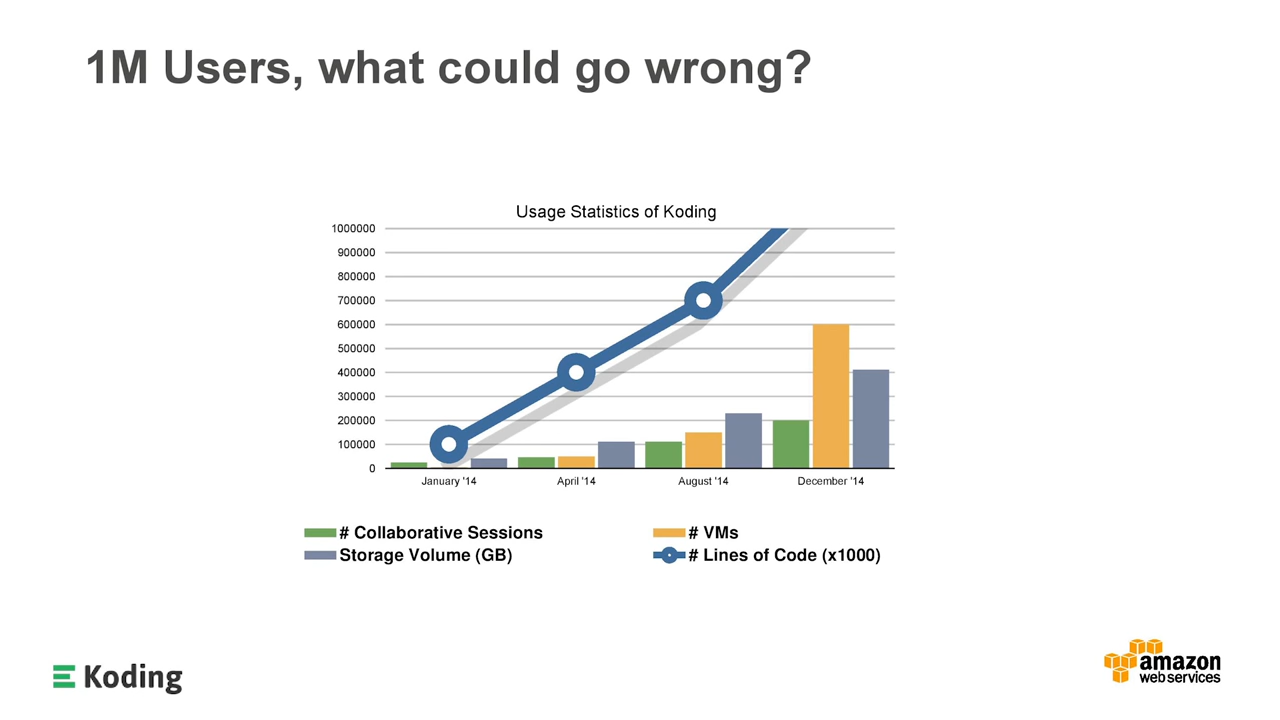 1M Users, what could go wrong?
Usage Statistics of Koding
1000000
900000
800000
700000
600000
500000
400000
300000
200000
100000
0
January '14 April '14 August '14 December '14
# Collaborative Sessions # VMs
Storage Volume (GB) # Lines of Code (x1000)
Koding
amazon
web services